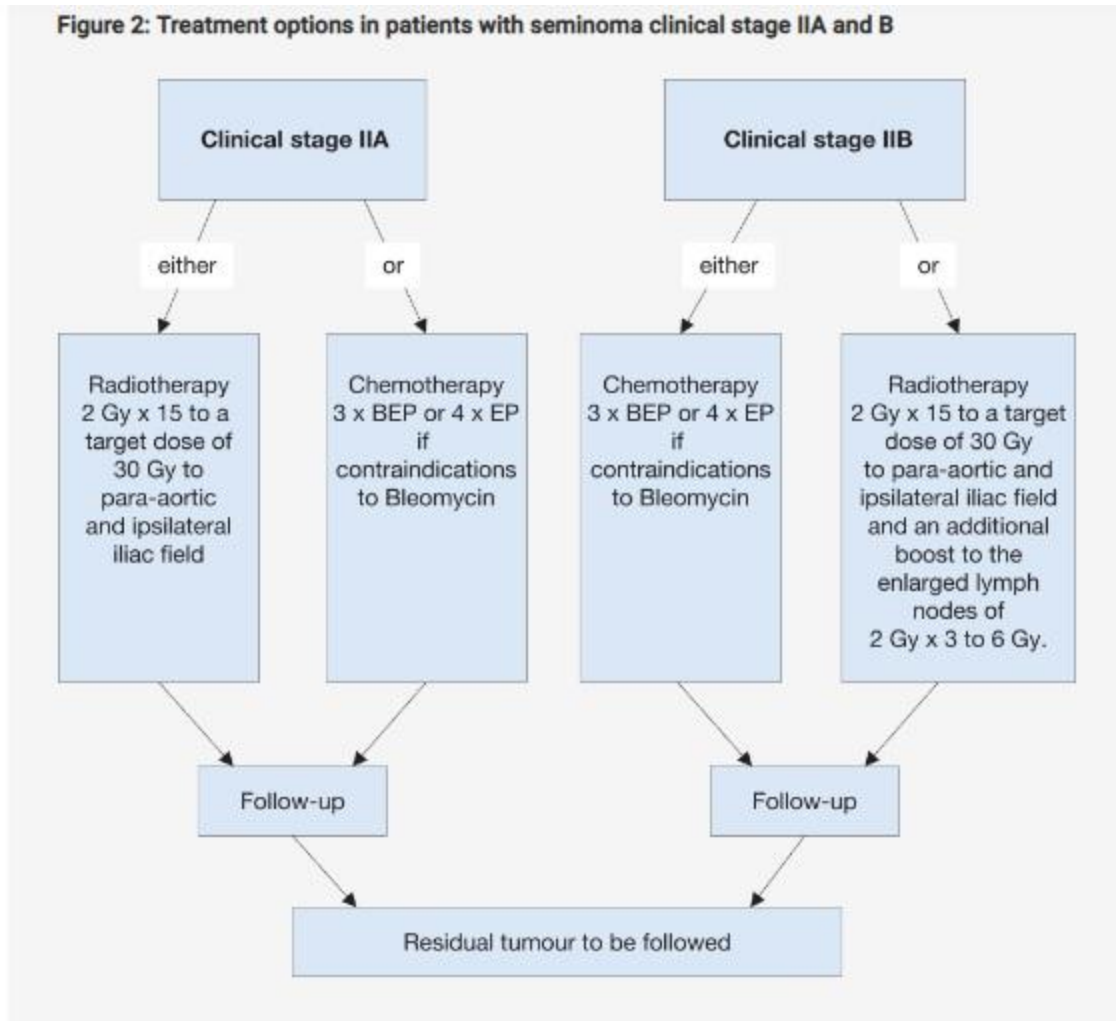 Figure 2: Treatment options in patients with seminoma clinical stage IIA and B
Clinical stage IIA
Clinical stage IIB
either
or
either
or
Radiotherapy
2 Gy x 15 to a
target dose of
30 Gy to
para-aortic
and ipsilateral
iliac field
Chemotherapy
3 x BEP or 4 x EP
if
contraindications
to Bleomycin
Chemotherapy
3 x BEP or 4 x EP
if
contraindications
to Bleomycin
Radiotherapy
2 Gy x 15 to a target
dose of 30 Gy
to para-aortic and
ipsilateral iliac field
and an additional
boost to the
enlarged lymph
nodes of
2 Gy x 3 to 6 Gy.
Follow-up
Follow-up
Residual tumour to be followed